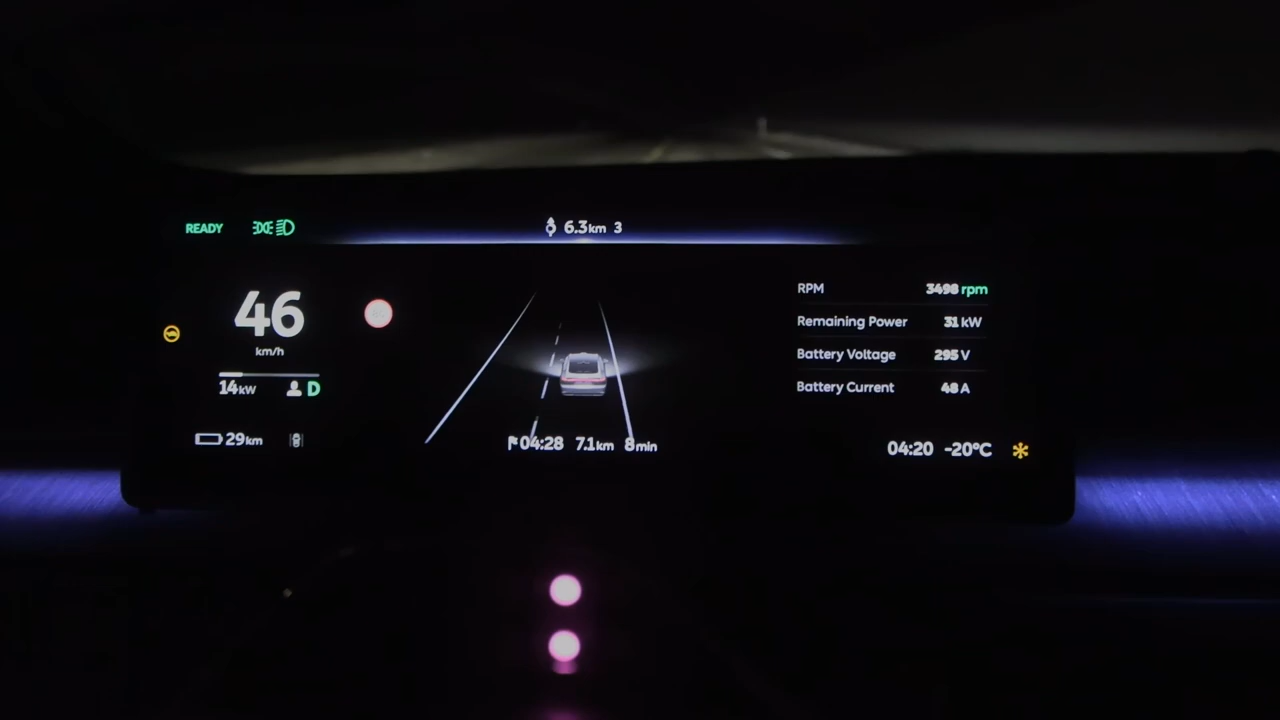 READY
6.3km 3
46
km/h
14kW
D
29km
04:28 7.1km 8min
RPM 3498 rpm
Remaining Power 31 kW
Battery Voltage 295 V
Battery Current 48 A
04:20 -20°C